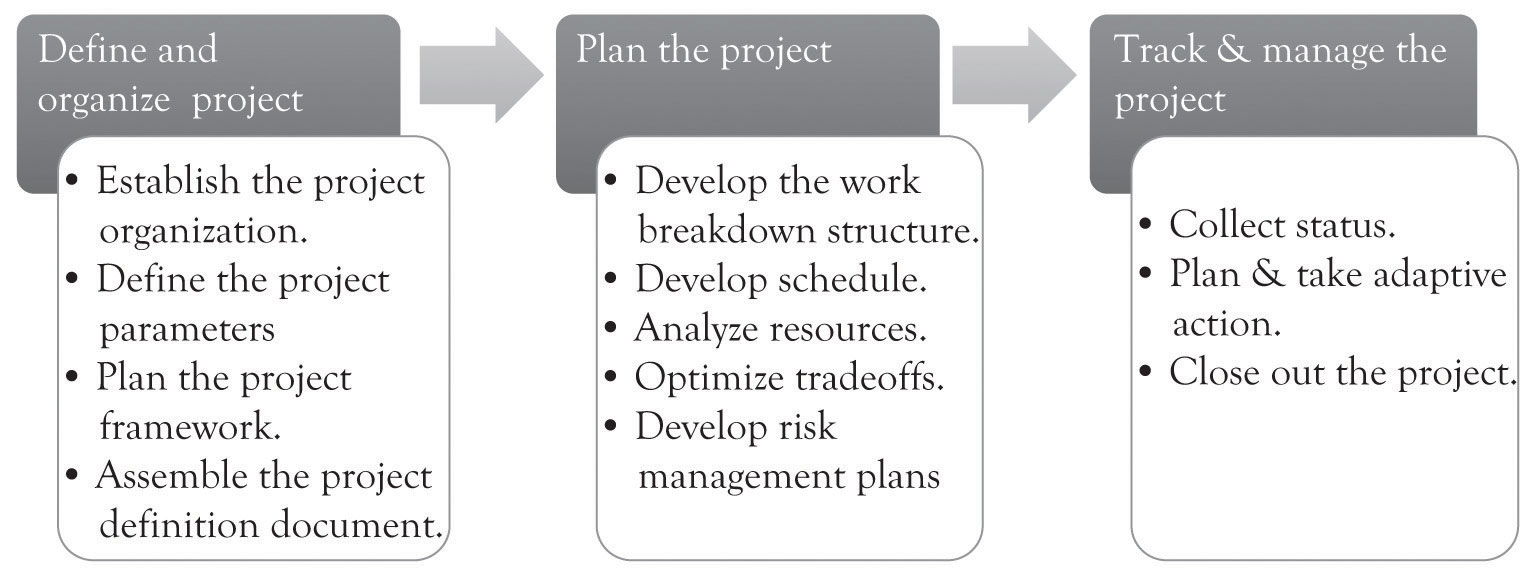 Define and
organize project
• Establish the project
organization.
• Define the project
parameters
• Plan the project
framework.
• Assemble the project
definition document.
Plan the project
• Develop the work
breakdown structure.
• Develop schedule.
• Analyze resources.
• Optimize tradeoffs.
• Develop risk
management plans
Track & manage the
project
• Collect status.
• Plan & take adaptive
action.
• Close out the project.